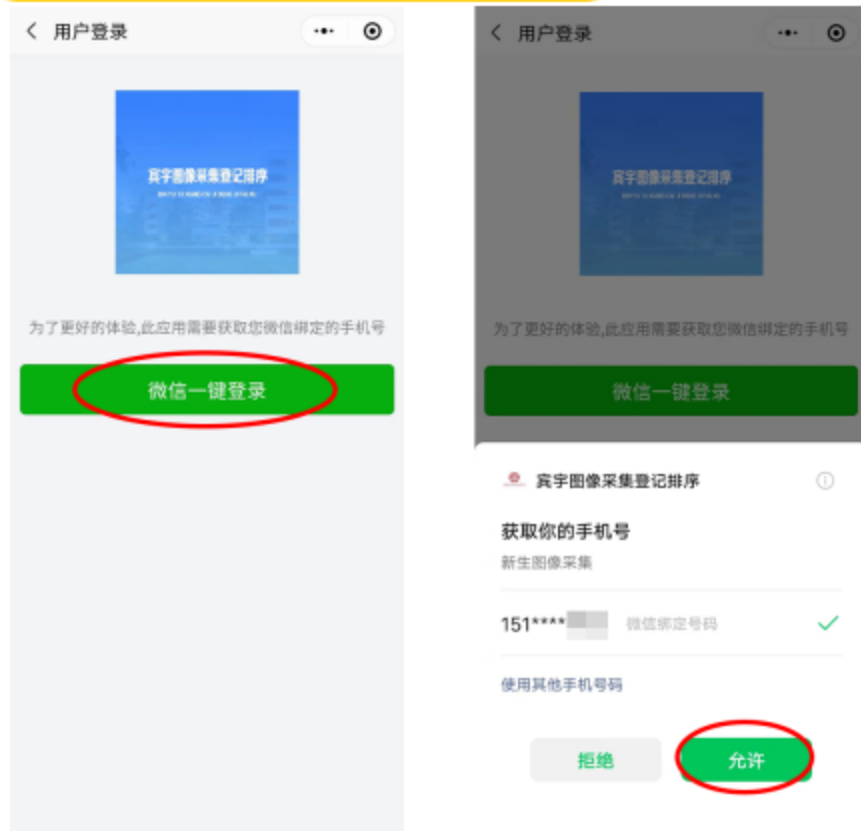 用户登录
宾宇图像采集登记排序
为了更好的体验,此应用需要获取您微信绑定的手机号
微信一键登录
用户登录
宾宇图像采集登记排序
为了更好的体验,此应用需要获取您微信绑定的手机号
微信一键登录
宾宇图像采集登记排序
获取你的手机号
新生图像采集
151**** 微信绑定号码
使用其他手机号码
拒绝 允许